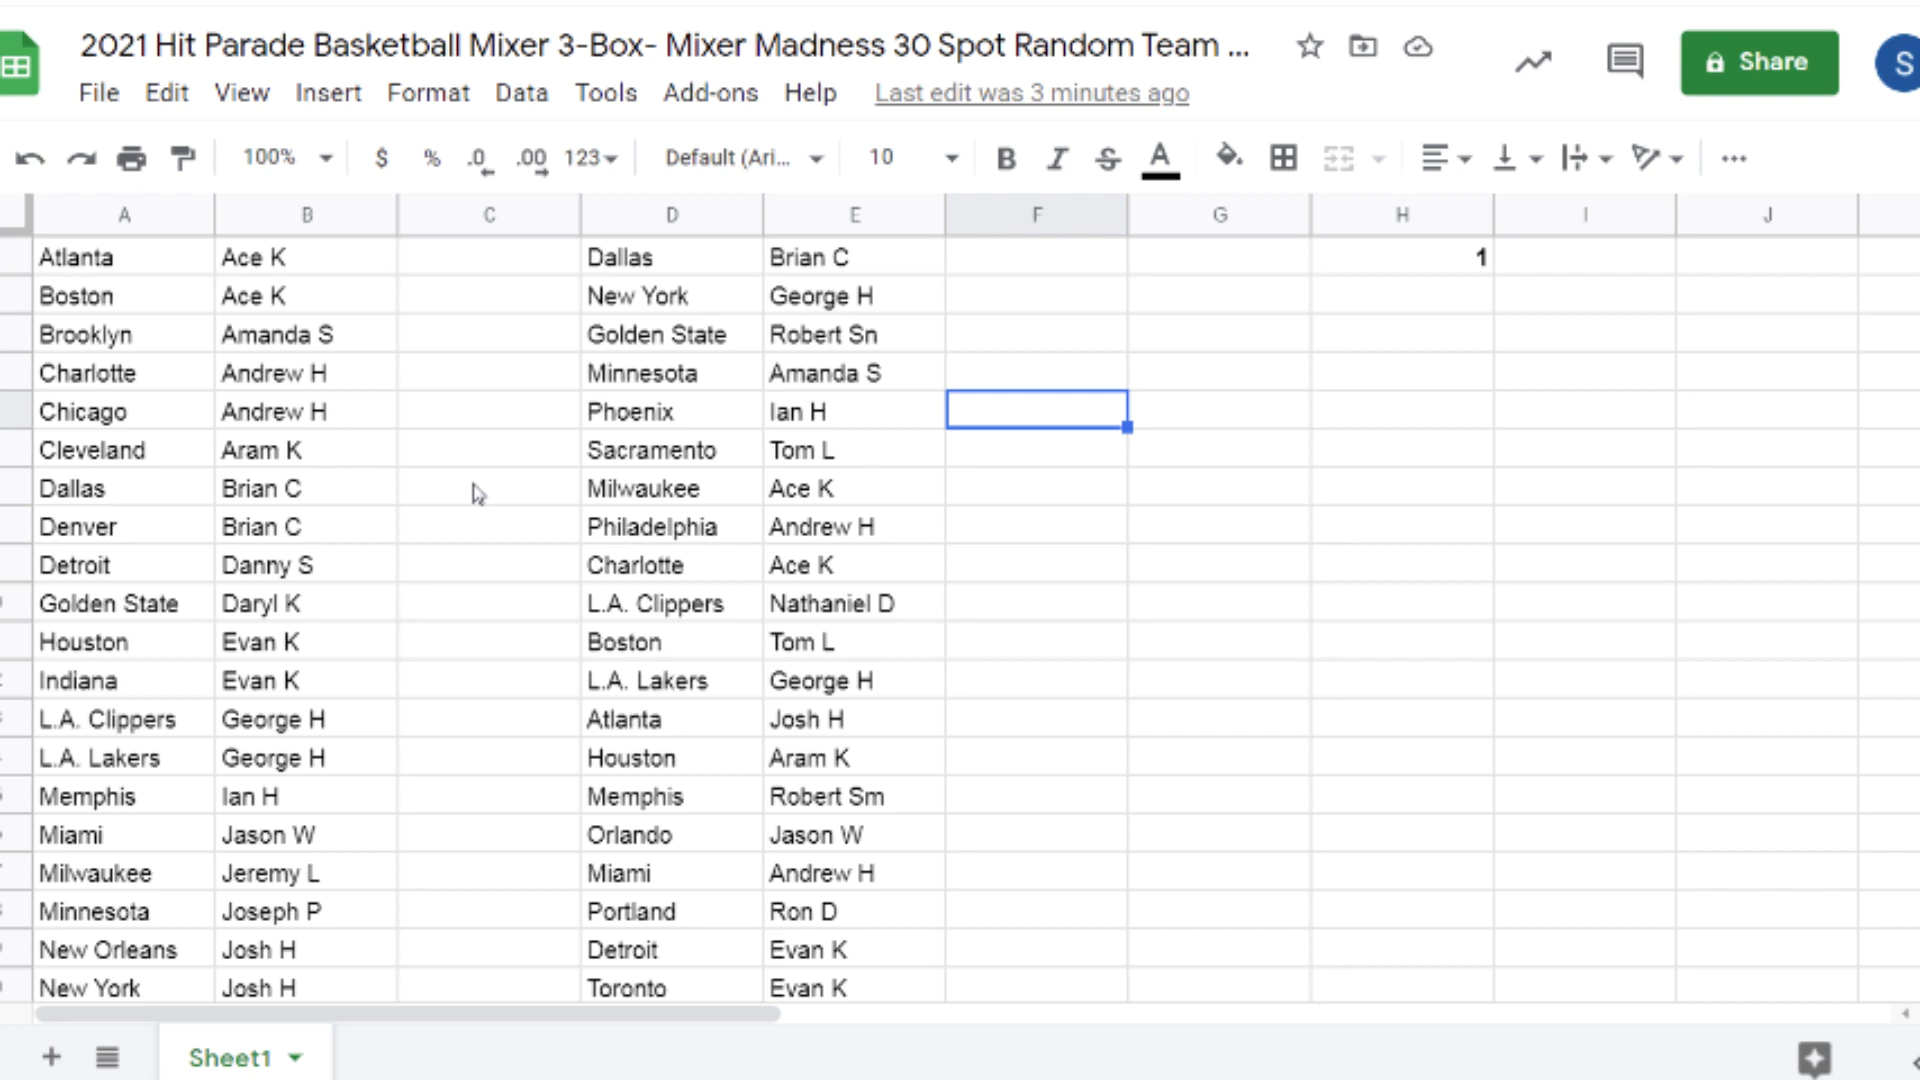 2021 Hit Parade Basketball Mixer 3-Box- Mixer Madness 30 Spot Random Team ...
Share
S
File Edit View Insert Format Data Tools Add-ons Help Last edit was 3 minutes ago
100% $ % .0 .00 123 Default (Ari... 10 B I S A
A B C D E F G H I J
Atlanta Ace K Dallas Brian C 1
Boston Ace K New York George H
Brooklyn Amanda S Golden State Robert Sn
Charlotte Andrew H Minnesota Amanda S
Chicago Andrew H Phoenix Ian H
Cleveland Aram K Sacramento Tom L
Dallas Brian C Milwaukee Ace K
Denver Brian C Philadelphia Andrew H
Detroit Danny S Charlotte Ace K
Golden State Daryl K L.A. Clippers Nathaniel D
Houston Evan K Boston Tom L
Indiana Evan K L.A. Lakers George H
L.A. Clippers George H Atlanta Josh H
L.A. Lakers George H Houston Aram K
Memphis Ian H Memphis Robert Sm
Miami Jason W Orlando Jason W
Milwaukee Jeremy L Miami Andrew H
Minnesota Joseph P Portland Ron D
New Orleans Josh H Detroit Evan K
New York Josh H Toronto Evan K
Sheet1